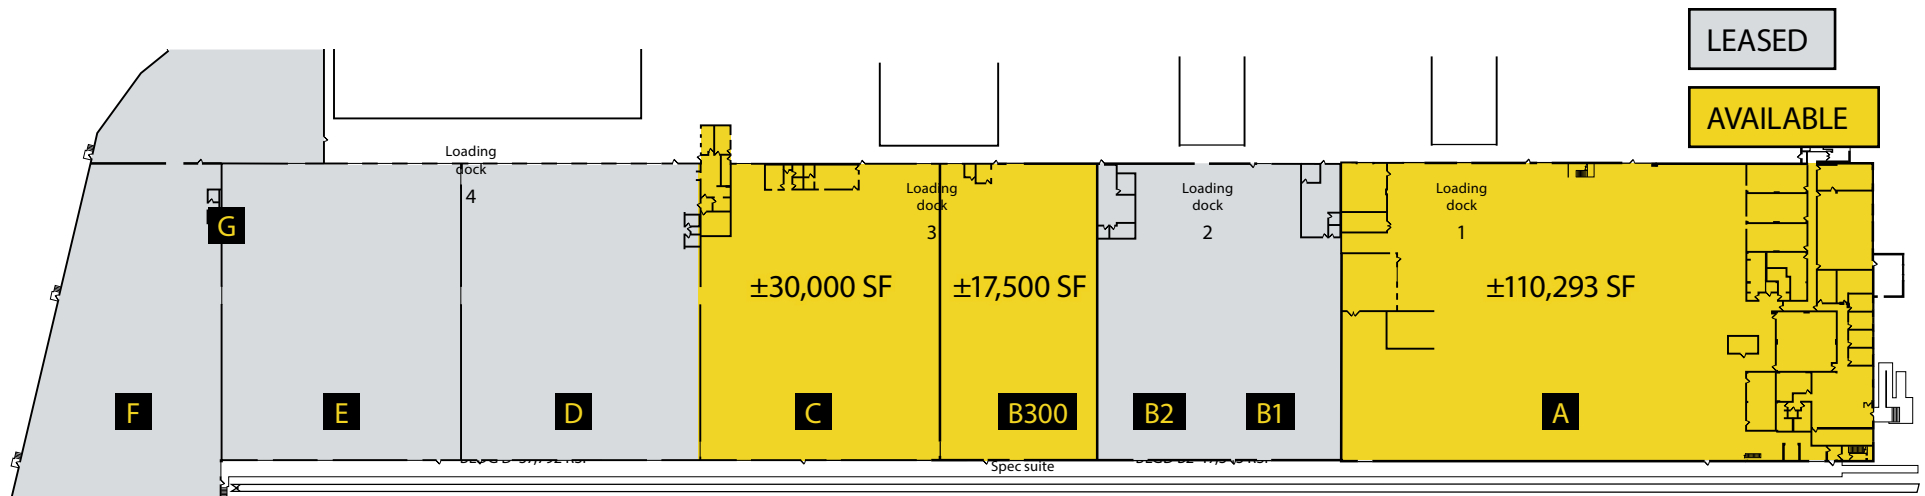 LEASED
AVAILABLE
Loading
dock
4
Loading
dock
3
Loading
dock
2
Loading
dock
1
G
±30,000 SF
±17,500 SF
±110,293 SF
F
E
D
C
B300
B2
B1
A
Spec suite